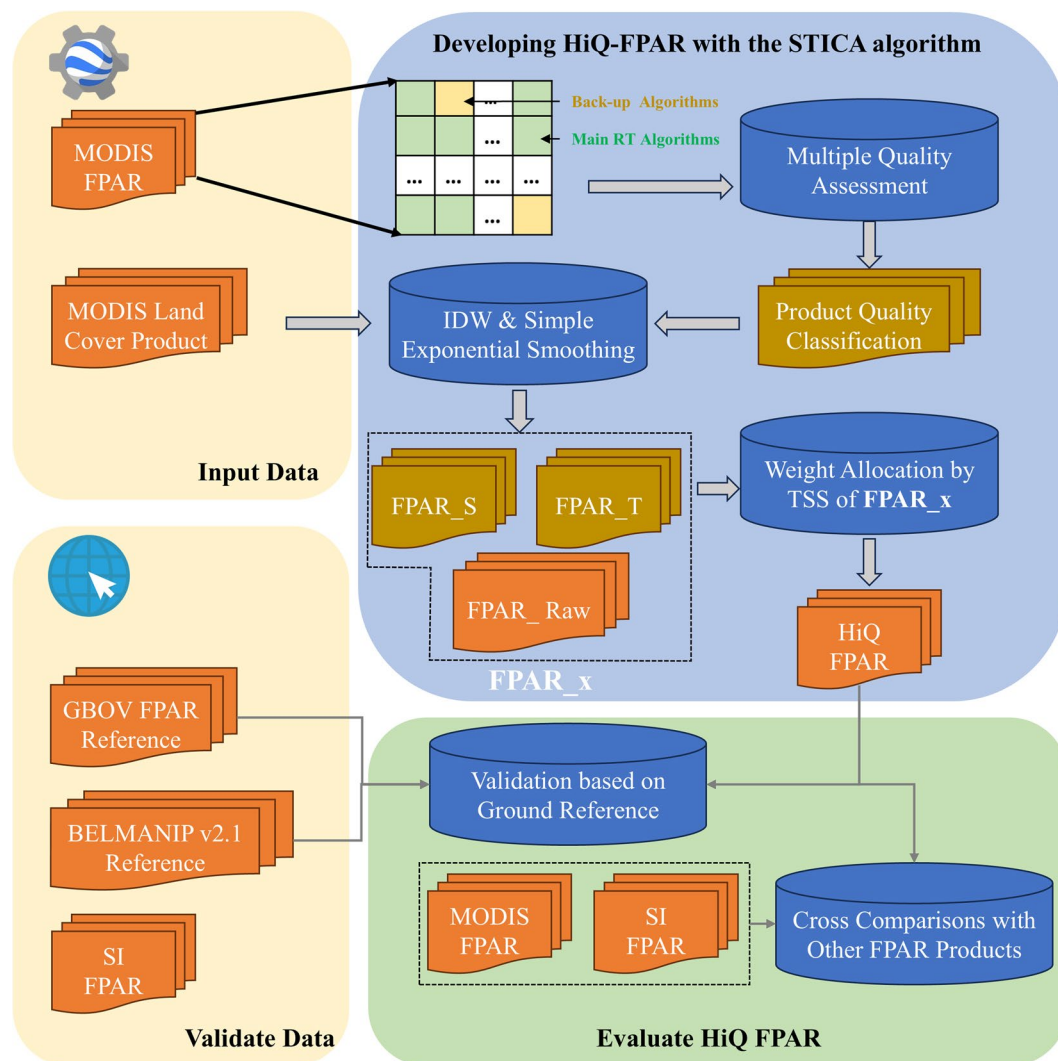 Developing HiQ-FPAR with the STICA algorithm
MODIS
FPAR
...
Back-up Algorithms
...
Main RT Algorithms
... ... ... ...
...
Multiple Quality
Assessment
MODIS Land
Cover Product
IDW & Simple
Exponential Smoothing
Product Quality
Classification
Input Data
FPAR_S
FPAR_T
FPAR_ Raw
FPAR_x
Weight Allocation by
TSS of FPAR_x
HiQ
FPAR
GBOV FPAR
Reference
BELMANIP v2.1
Reference
SI
FPAR
Validate Data
Validation based on
Ground Reference
MODIS
FPAR
SI
FPAR
Cross Comparisons with
Other FPAR Products
Evaluate HiQ FPAR